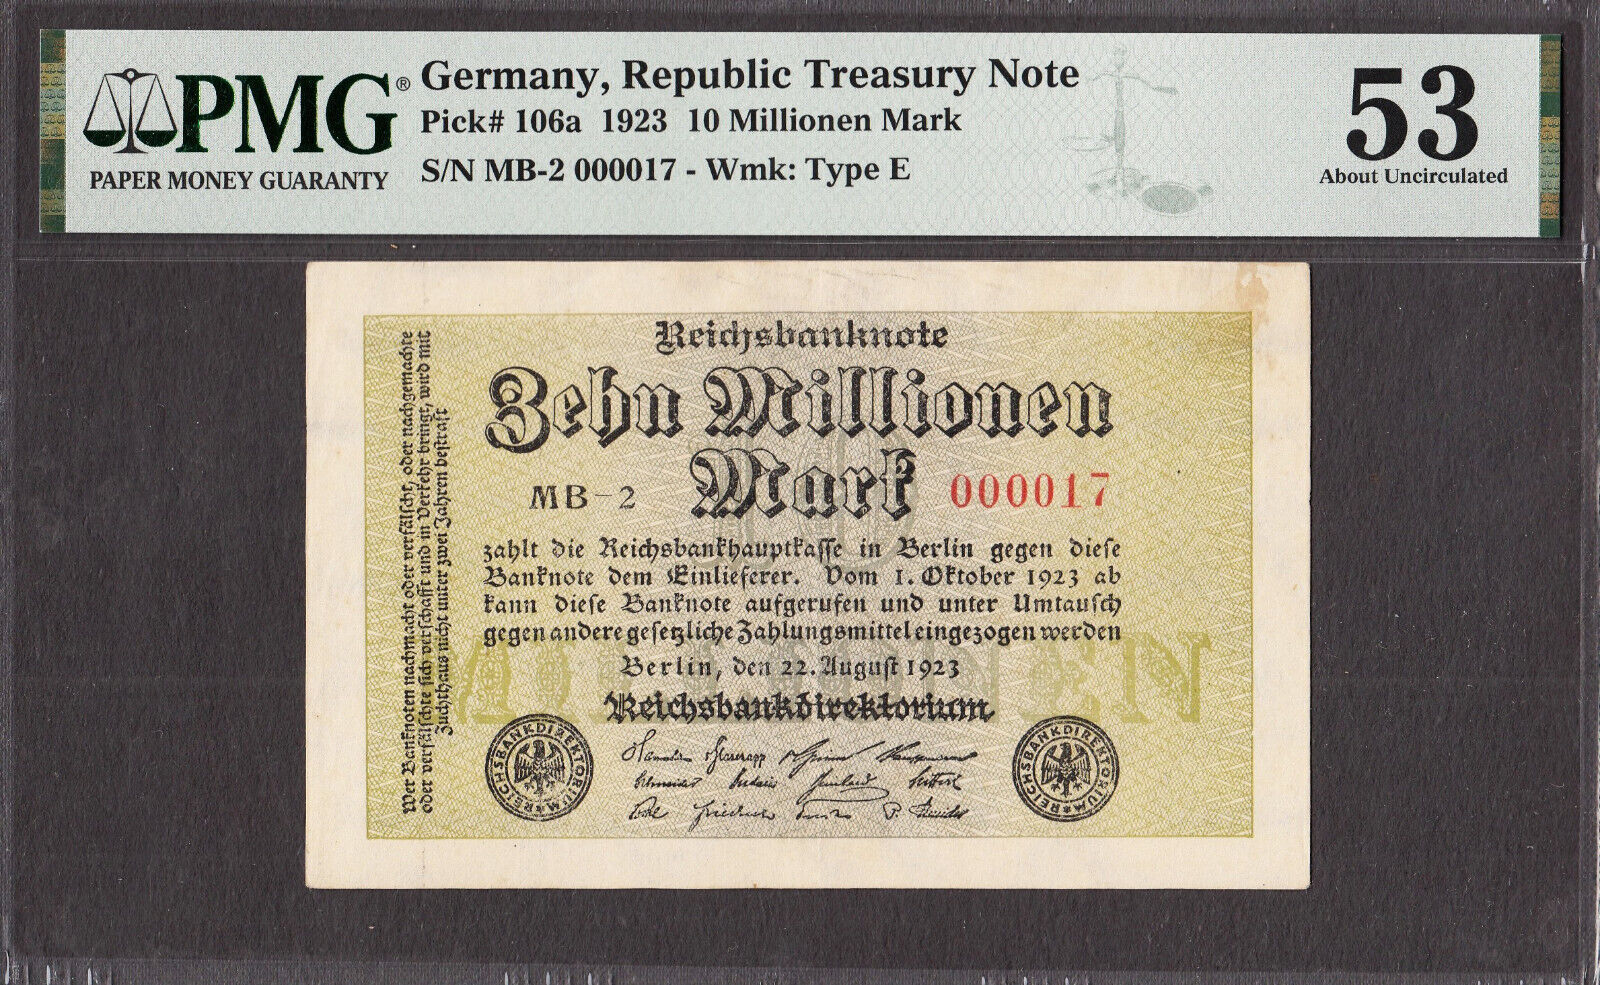 PMG®
PAPER MONEY GUARANTY
Germany, Republic Treasury Note
Pick# 106a 1923 10 Millionen Mark
S/N MB-2 000017 - Wmk: Type E
53
About Uncirculated
Reichsbanknote
Zehn Millionen
Mark
MB-2
000017
zahlt die Reichsbankhauptkasse in Berlin gegen diese
Banknote dem Einlieferer. Vom 1. Oktober 1923 ab
kann diese Banknote aufgerufen und unter Umtausch
gegen andere gesetzliche Zahlungsmittel eingezogen werden
Berlin, den 22. August 1923
Reichsbankdirektorium
Wer Banknoten nachmacht oder verfälscht, oder nachgemachte
oder verfälschte sich verschafft und in Verkehr bringt, wird mit
Zuchthaus nicht unter zwei Jahren bestraft
REICHSBANKDIREKTORIUM
REICHSBANKDIREKTORIUM